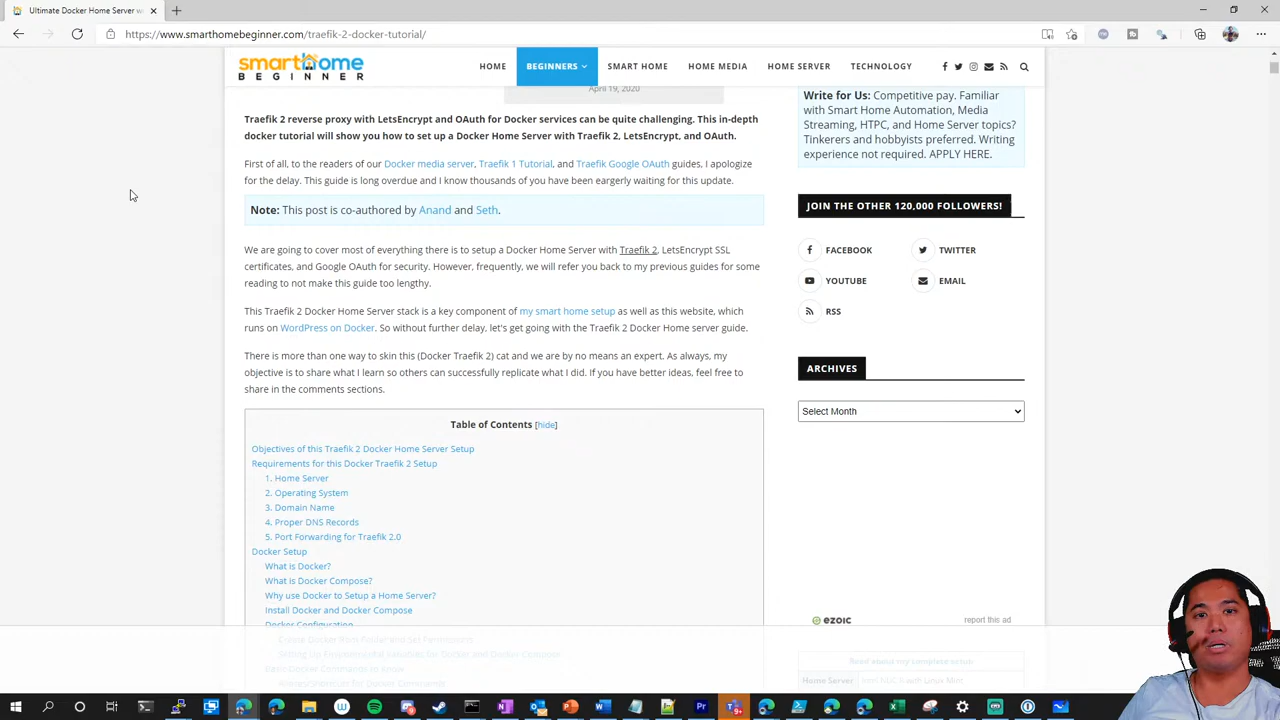 Ultimate Docker Home Server
https://www.smarthomebeginner.com/traefik-2-docker-tutorial/
smarthome
BEGINNER
HOME
BEGINNERS
SMART HOME
HOME MEDIA
HOME SERVER
TECHNOLOGY
April 19, 2020
Traefik 2 reverse proxy with LetsEncrypt and OAuth for Docker services can be quite challenging. This in-depth
docker tutorial will show you how to set up a Docker Home Server with Traefik 2, LetsEncrypt, and OAuth.
First of all, to the readers of our Docker media server, Traefik 1 Tutorial, and Traefik Google OAuth guides, I apologize
for the delay. This guide is long overdue and I know thousands of you have been eargerly waiting for this update.
Note: This post is co-authored by Anand and Seth.
We are going to cover most of everything there is to setup a Docker Home Server with Traefik 2, LetsEncrypt SSL
certificates, and Google OAuth for security. However, frequently, we will refer you back to my previous guides for some
reading to not make this guide too lengthy.
This Traefik 2 Docker Home Server stack is a key component of my smart home setup as well as this website, which
runs on WordPress on Docker. So without further delay, let's get going with the Traefik 2 Docker Home server guide.
There is more than one way to skin this (Docker Traefik 2) cat and we are by no means an expert. As always, my
objective is to share what I learn so others can successfully replicate what I did. If you have better ideas, feel free to
share in the comments sections.
Table of Contents [hide]
Objectives of this Traefik 2 Docker Home Server Setup
Requirements for this Docker Traefik 2 Setup
1. Home Server
2. Operating System
3. Domain Name
4. Proper DNS Records
5. Port Forwarding for Traefik 2.0
Docker Setup
What is Docker?
What is Docker Compose?
Why use Docker to Setup a Home Server?
Install Docker and Docker Compose
Docker Configuration
Write for Us: Competitive pay. Familiar
with Smart Home Automation, Media
Streaming, HTPC, and Home Server topics?
Tinkerers and hobbyists preferred. Writing
experience not required. APPLY HERE.
JOIN THE OTHER 120,000 FOLLOWERS!
FACEBOOK
TWITTER
YOUTUBE
EMAIL
RSS
ARCHIVES
Select Month
ezoic
report this ad
Read about my complete setup
Home Server